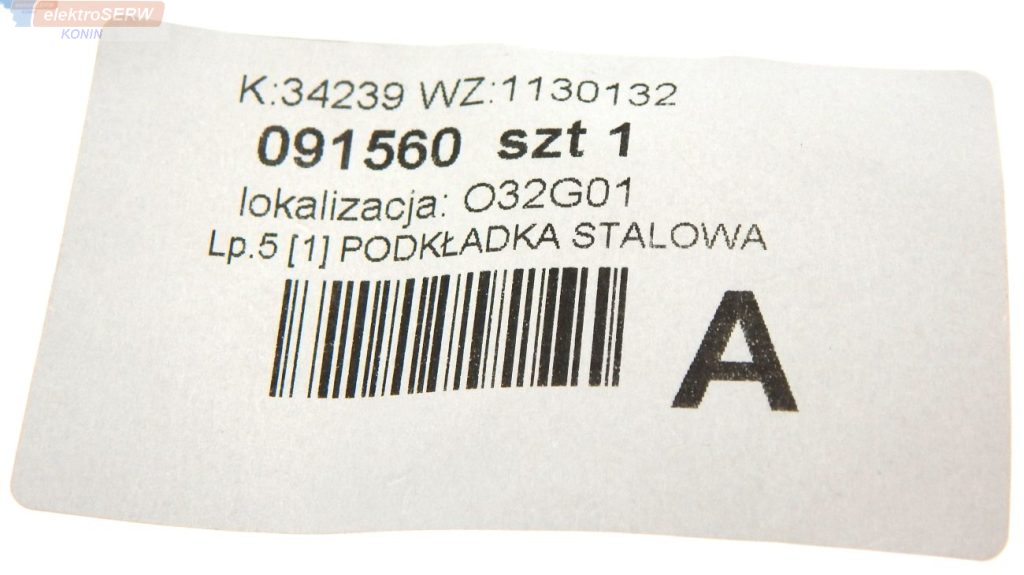 elektroSERW
KONIN
K:34239 WZ:1130132
091560 szt 1
lokalizacja: O32G01
Lp.5 [1] PODKŁADKA STALOWA
A